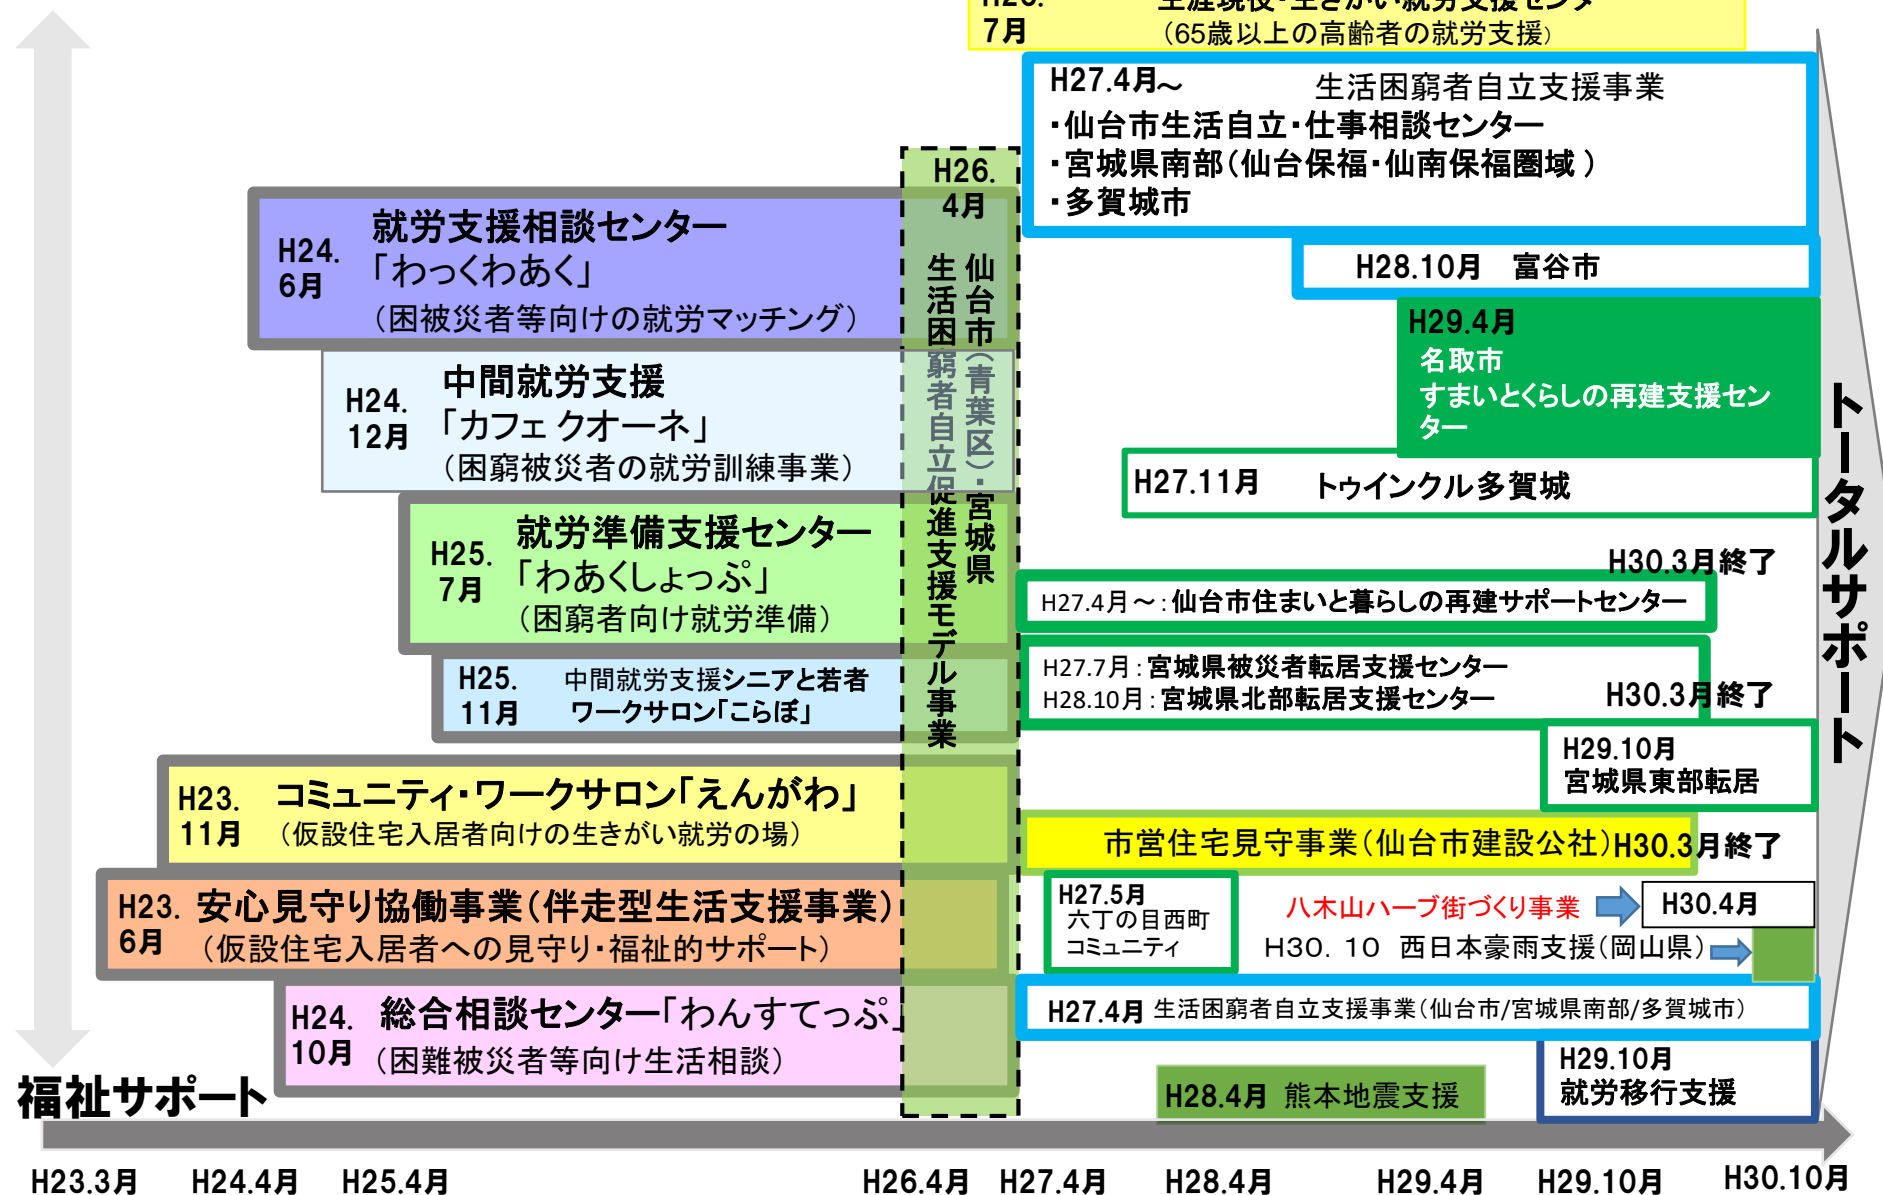 H26.
7月
生涯現役・生きがい就労支援センター
(65歳以上の高齢者の就労支援)
H27.4月～ 生活困窮者自立支援事業
・仙台市生活自立・仕事相談センター
・宮城県南部(仙台保福・仙南保福圏域)
・多賀城市
H26.
4月
仙台市(青葉区)・宮城県
生活困窮者自立促進支援モデル事業
H24.
6月
就労支援相談センター
「わっくわあく」
(困被災者等向けの就労マッチング)
H28.10月 富谷市
H29.4月
名取市
すまいとくらしの再建支援セン
ター
H24.
12月
中間就労支援
「カフェ クオーネ」
(困窮被災者の就労訓練事業)
H27.11月 トゥインクル多賀城
H25.
7月
就労準備支援センター
「わあくしょっぷ」
(困窮者向け就労準備)
H30.3月終了
H27.4月～：仙台市住まいと暮らしの再建サポートセンター
H25.
11月
中間就労支援シニアと若者
ワークサロン「こらぼ」
H27.7月：宮城県被災者転居支援センター
H28.10月：宮城県北部転居支援センター
H30.3月終了
H29.10月
宮城県東部転居
H23.
11月
コミュニティ・ワークサロン「えんがわ」
(仮設住宅入居者向けの生きがい就労の場)
市営住宅見守事業(仙台市建設公社)H30.3月終了
H23.
6月
安心見守り協働事業(伴走型生活支援事業)
(仮設住宅入居者への見守り・福祉的サポート)
H27.5月
六丁の目西町
コミュニティ
八木山ハーブ街づくり事業
H30.4月
H30. 10 西日本豪雨支援(岡山県)
H24.
10月
総合相談センター「わんすてっぷ」
(困難被災者等向け生活相談)
H27.4月 生活困窮者自立支援事業(仙台市/宮城県南部/多賀城市)
H28.4月 熊本地震支援
H29.10月
就労移行支援
トータルサポート
福祉サポート
H23.3月 H24.4月 H25.4月 H26.4月 H27.4月 H28.4月 H29.4月 H29.10月 H30.10月